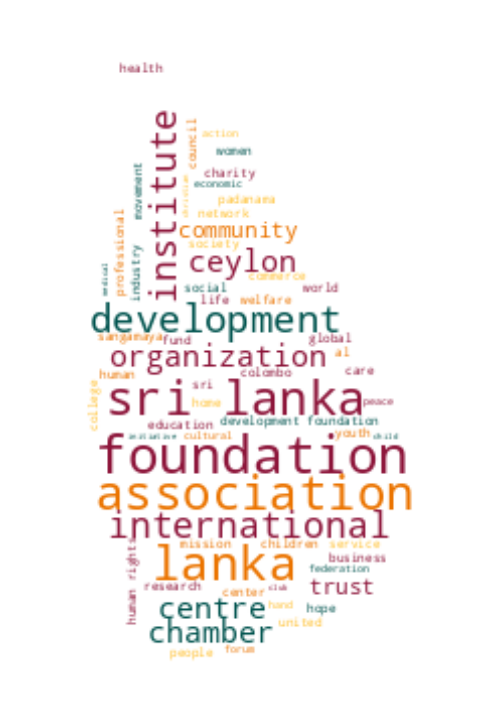 health
institute
council
action
women
movement
charity
economic
christian
padanama
network
professional
community
society
industry
ceylon
medical
commerce
social
world
life
welfare
development
sangamaya
fund
global
organization
al
human
colombo
care
college
sri
sri lanka
home
peace
education
development foundation
initiative
cultural
youth
child
foundation
association
international
human rights
mission
children
service
lanka
business
federation
research
club
center
trust
centre
hand
hope
chamber
united
people
forum